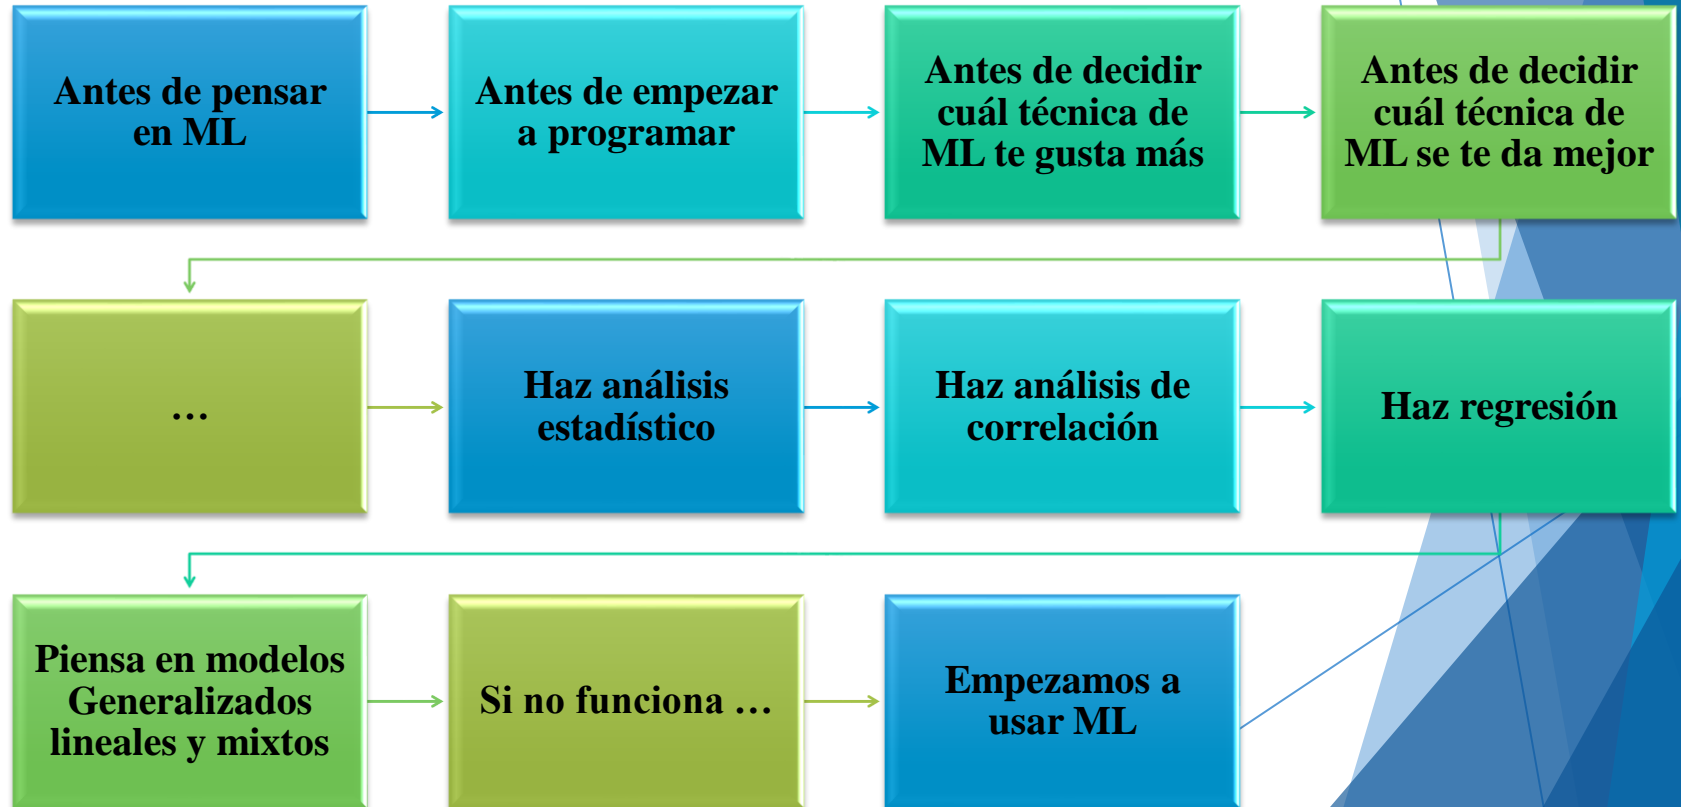 Antes de pensar
en ML
Antes de empezar
a programar
Antes de decidir
cuál técnica de
ML te gusta más
Antes de decidir
cuál técnica de
ML se te da mejor
…
Haz análisis
estadístico
Haz análisis de
correlación
Haz regresión
Piensa en modelos
Generalizados
lineales y mixtos
Si no funciona …
Empezamos a
usar ML